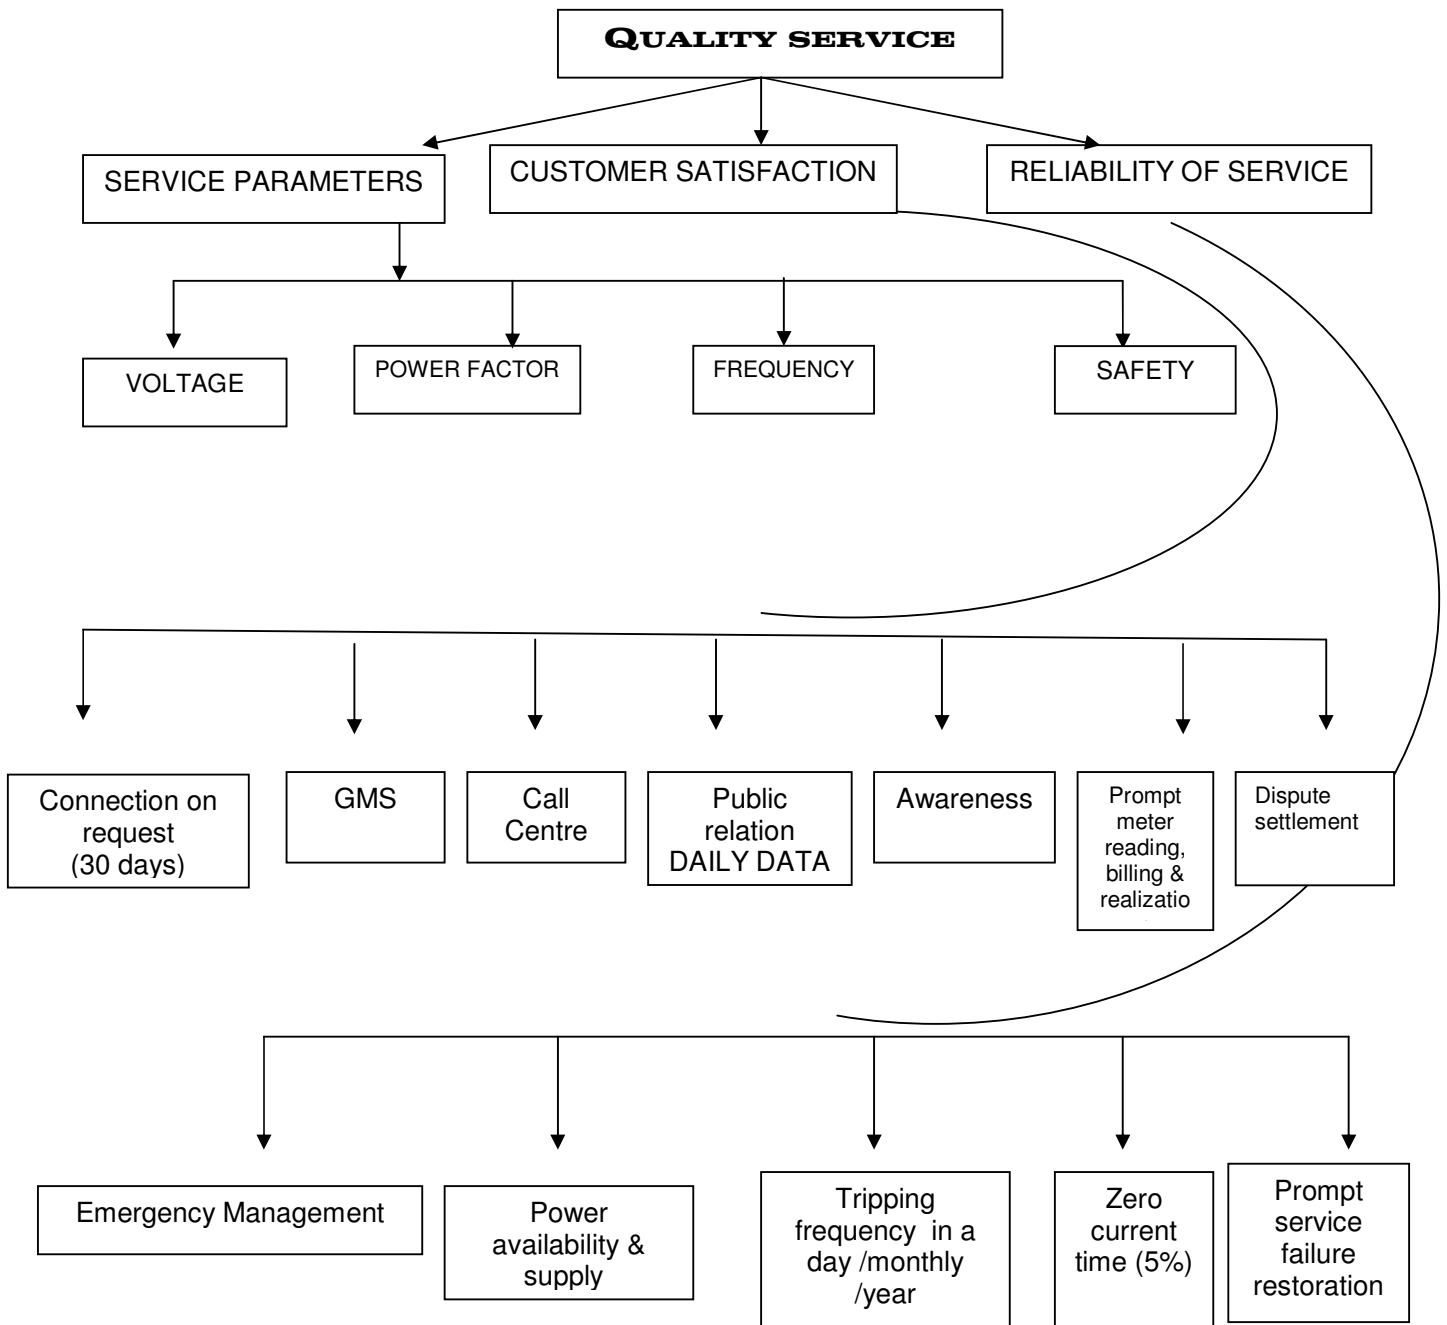 QUALITY SERVICE
SERVICE PARAMETERS
CUSTOMER SATISFACTION
RELIABILITY OF SERVICE
VOLTAGE
POWER FACTOR
FREQUENCY
SAFETY
Connection on
request
(30 days)
GMS
Call
Centre
Public
relation
DAILY DATA
Awareness
Prompt
meter
reading,
billing &
realizatio
Dispute
settlement
Emergency Management
Power
availability &
supply
Tripping
frequency in a
day /monthly
/year
Zero
current
time (5%)
Prompt
service
failure
restoration